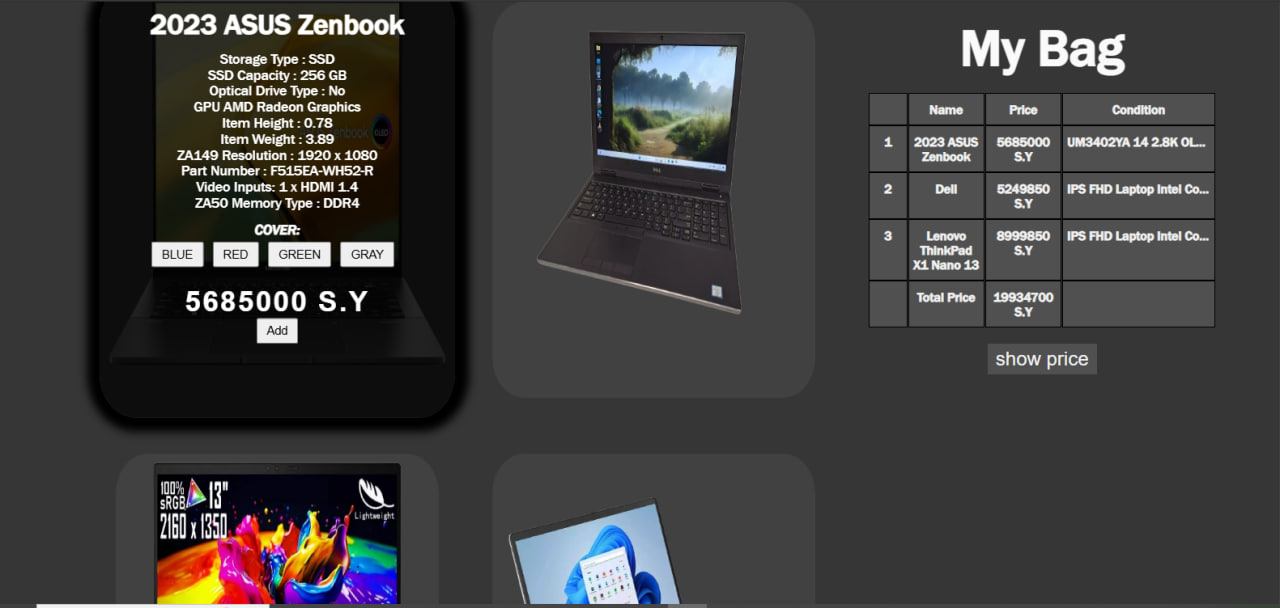 2023 ASUS Zenbook
Storage Type : SSD
SSD Capacity : 256 GB
Optical Drive Type : No
GPU AMD Radeon Graphics
Item Height : 0.78
Item Weight : 3.89
ZA149 Resolution : 1920 x 1080
Part Number : F515EA-WH52-R
Video Inputs: 1 x HDMI 1.4
ZA50 Memory Type : DDR4
COVER:
BLUE RED GREEN GRAY
5685000 S.Y
Add
DELL
100%
sRGB
13"
2160 x 1350
Lightweight
My Bag
Name Price Condition
1 2023 ASUS Zenbook 5685000 S.Y UM3402YA 14 2.8K OL...
2 Dell 5249850 S.Y IPS FHD Laptop Intel Co...
3 Lenovo ThinkPad X1 Nano 13 8999850 S.Y IPS FHD Laptop Intel Co...
Total Price 19934700 S.Y
show price